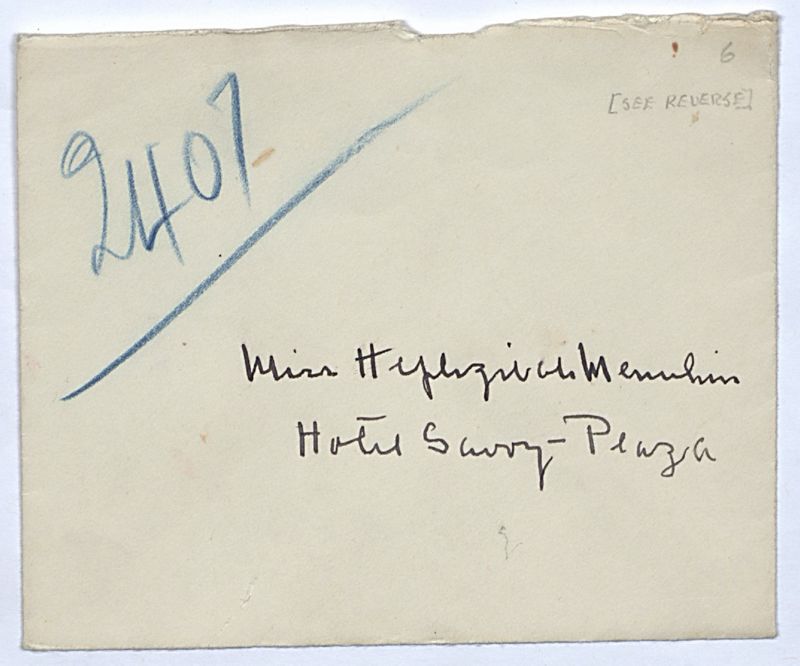 6
[SEE REVERSE]
2407
Miss Hephzibah Menuhin
Hotel Savoy-Plaza